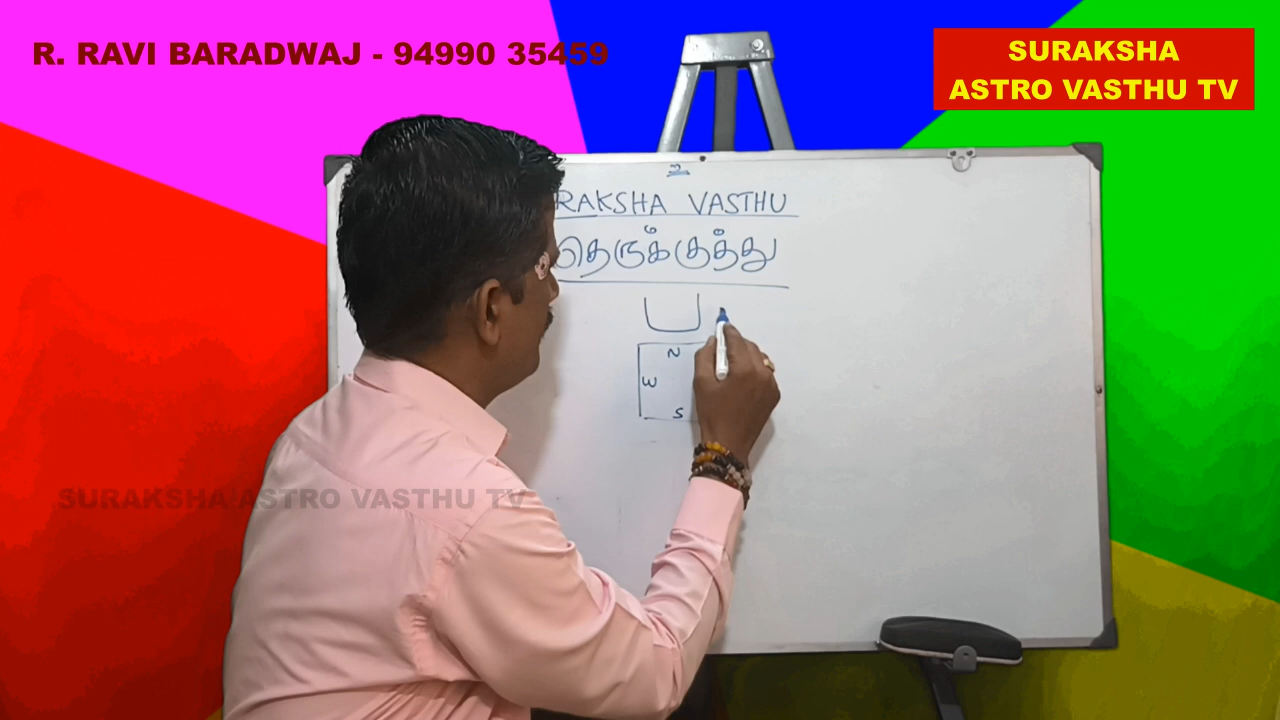 R. RAVI BARADWAJ - 94990 35459
SURAKSHA
ASTRO VASTHU TV
உ
RAKSHA VASTHU
தெருக்குத்து
N
W
S
SURAKSHA ASTRO VASTHU TV